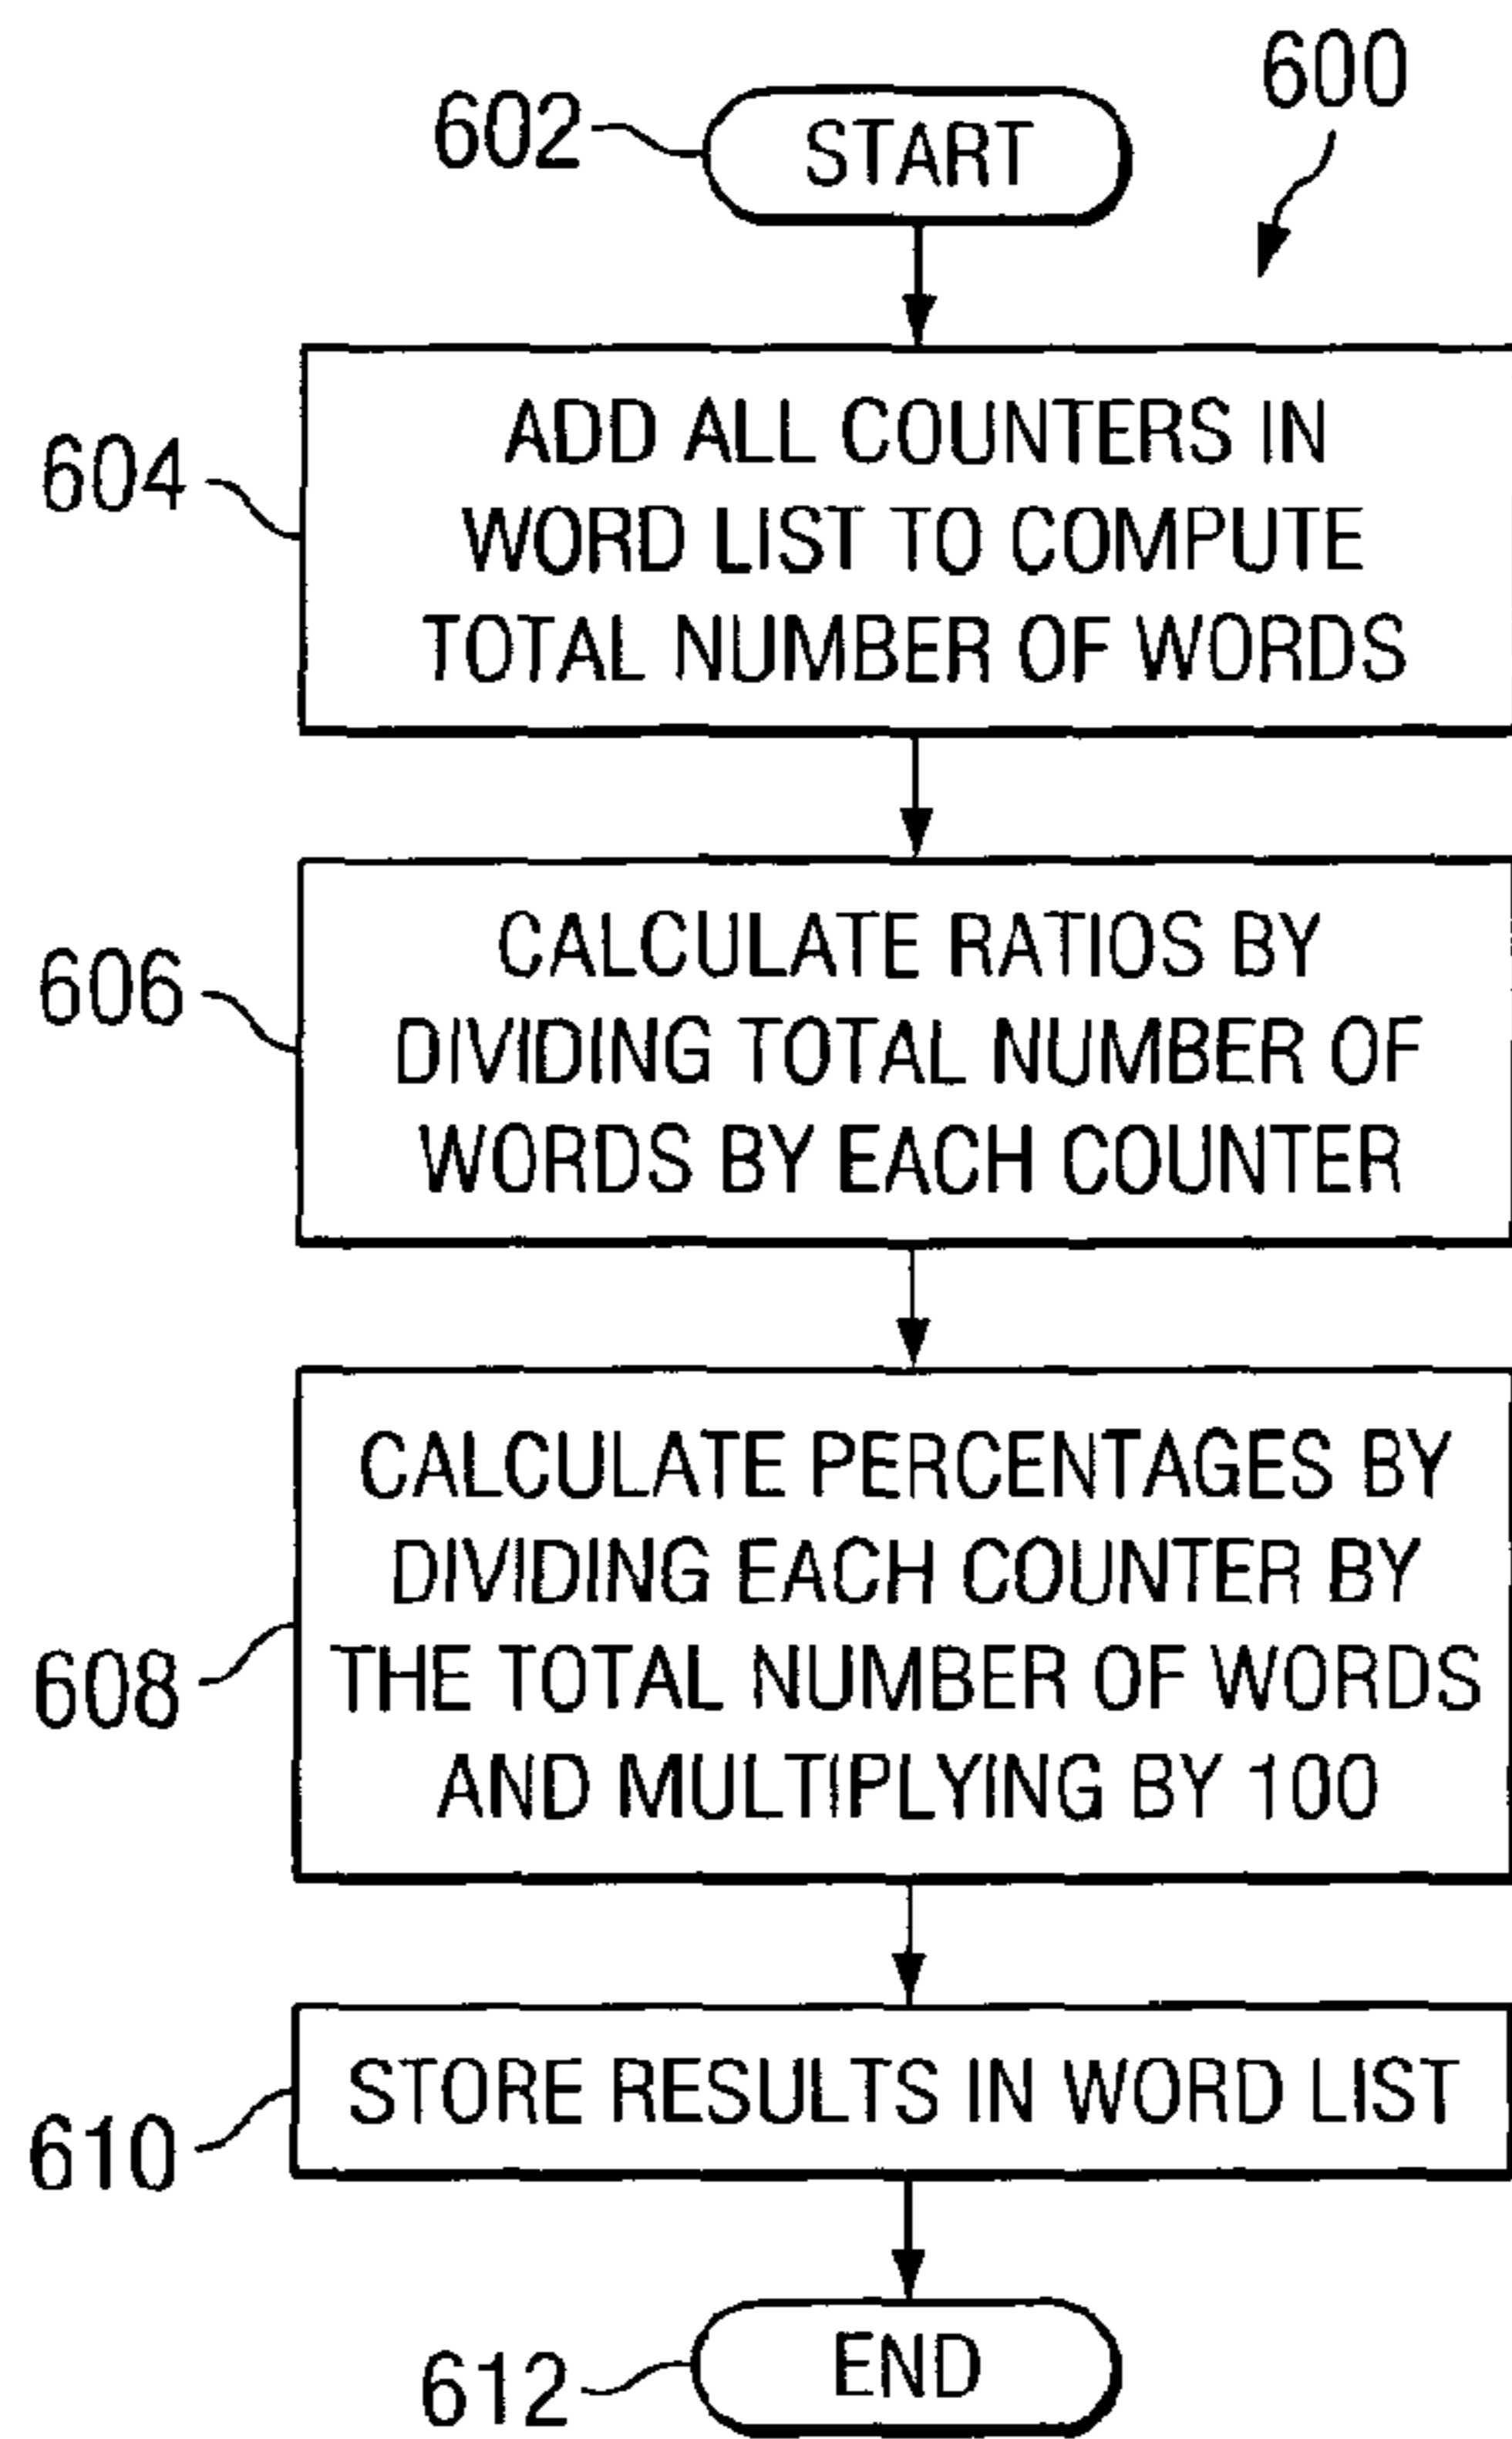 600
602
START
604
ADD ALL COUNTERS IN
WORD LIST TO COMPUTE
TOTAL NUMBER OF WORDS
606
CALCULATE RATIOS BY
DIVIDING TOTAL NUMBER OF
WORDS BY EACH COUNTER
608
CALCULATE PERCENTAGES BY
DIVIDING EACH COUNTER BY
THE TOTAL NUMBER OF WORDS
AND MULTIPLYING BY 100
610
STORE RESULTS IN WORD LIST
612
END